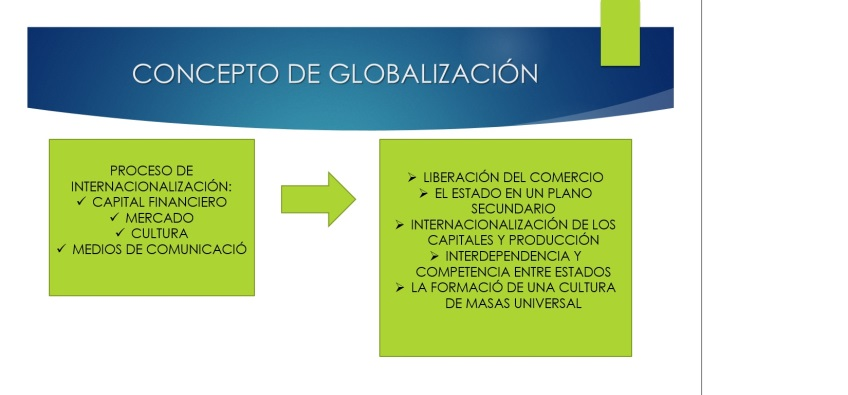 CONCEPTO DE GLOBALIZACIÓN
PROCESO DE
INTERNACIONALIZACIÓN:
✓ CAPITAL FINANCIERO
✓ MERCADO
✓ CULTURA
✓ MEDIOS DE COMUNICACIÓ
➢ LIBERACIÓN DEL COMERCIO
➢ EL ESTADO EN UN PLANO
SECUNDARIO
➢ INTERNACIONALIZACIÓN DE LOS
CAPITALES Y PRODUCCIÓN
➢ INTERDEPENDENCIA Y
COMPETENCIA ENTRE ESTADOS
➢ LA FORMACIÓ DE UNA CULTURA
DE MASAS UNIVERSAL